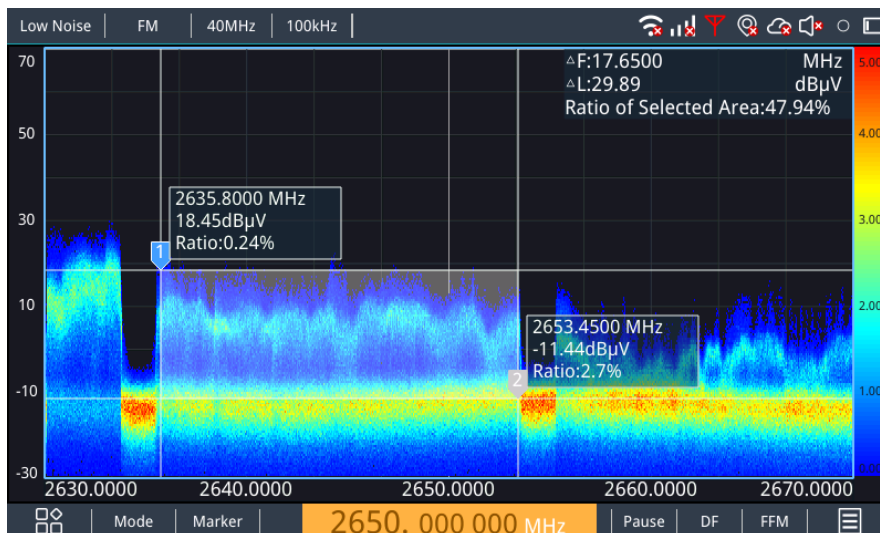 Low Noise FM 40MHz 100kHz
70
△F:17.6500 MHz
△L:29.89 dBμV
Ratio of Selected Area:47.94%
5.00
50
4.00
2635.8000 MHz
18.45dBμV
Ratio:0.24%
30
3.00
1
10
2.00
2653.4500 MHz
-11.44dBμV
Ratio:2.7%
2
-10
1.00
-30
0.00
2630.0000 2640.0000 2650.0000 2660.0000 2670.0000
Mode Marker 2650. 000 000 MHz Pause DF FFM